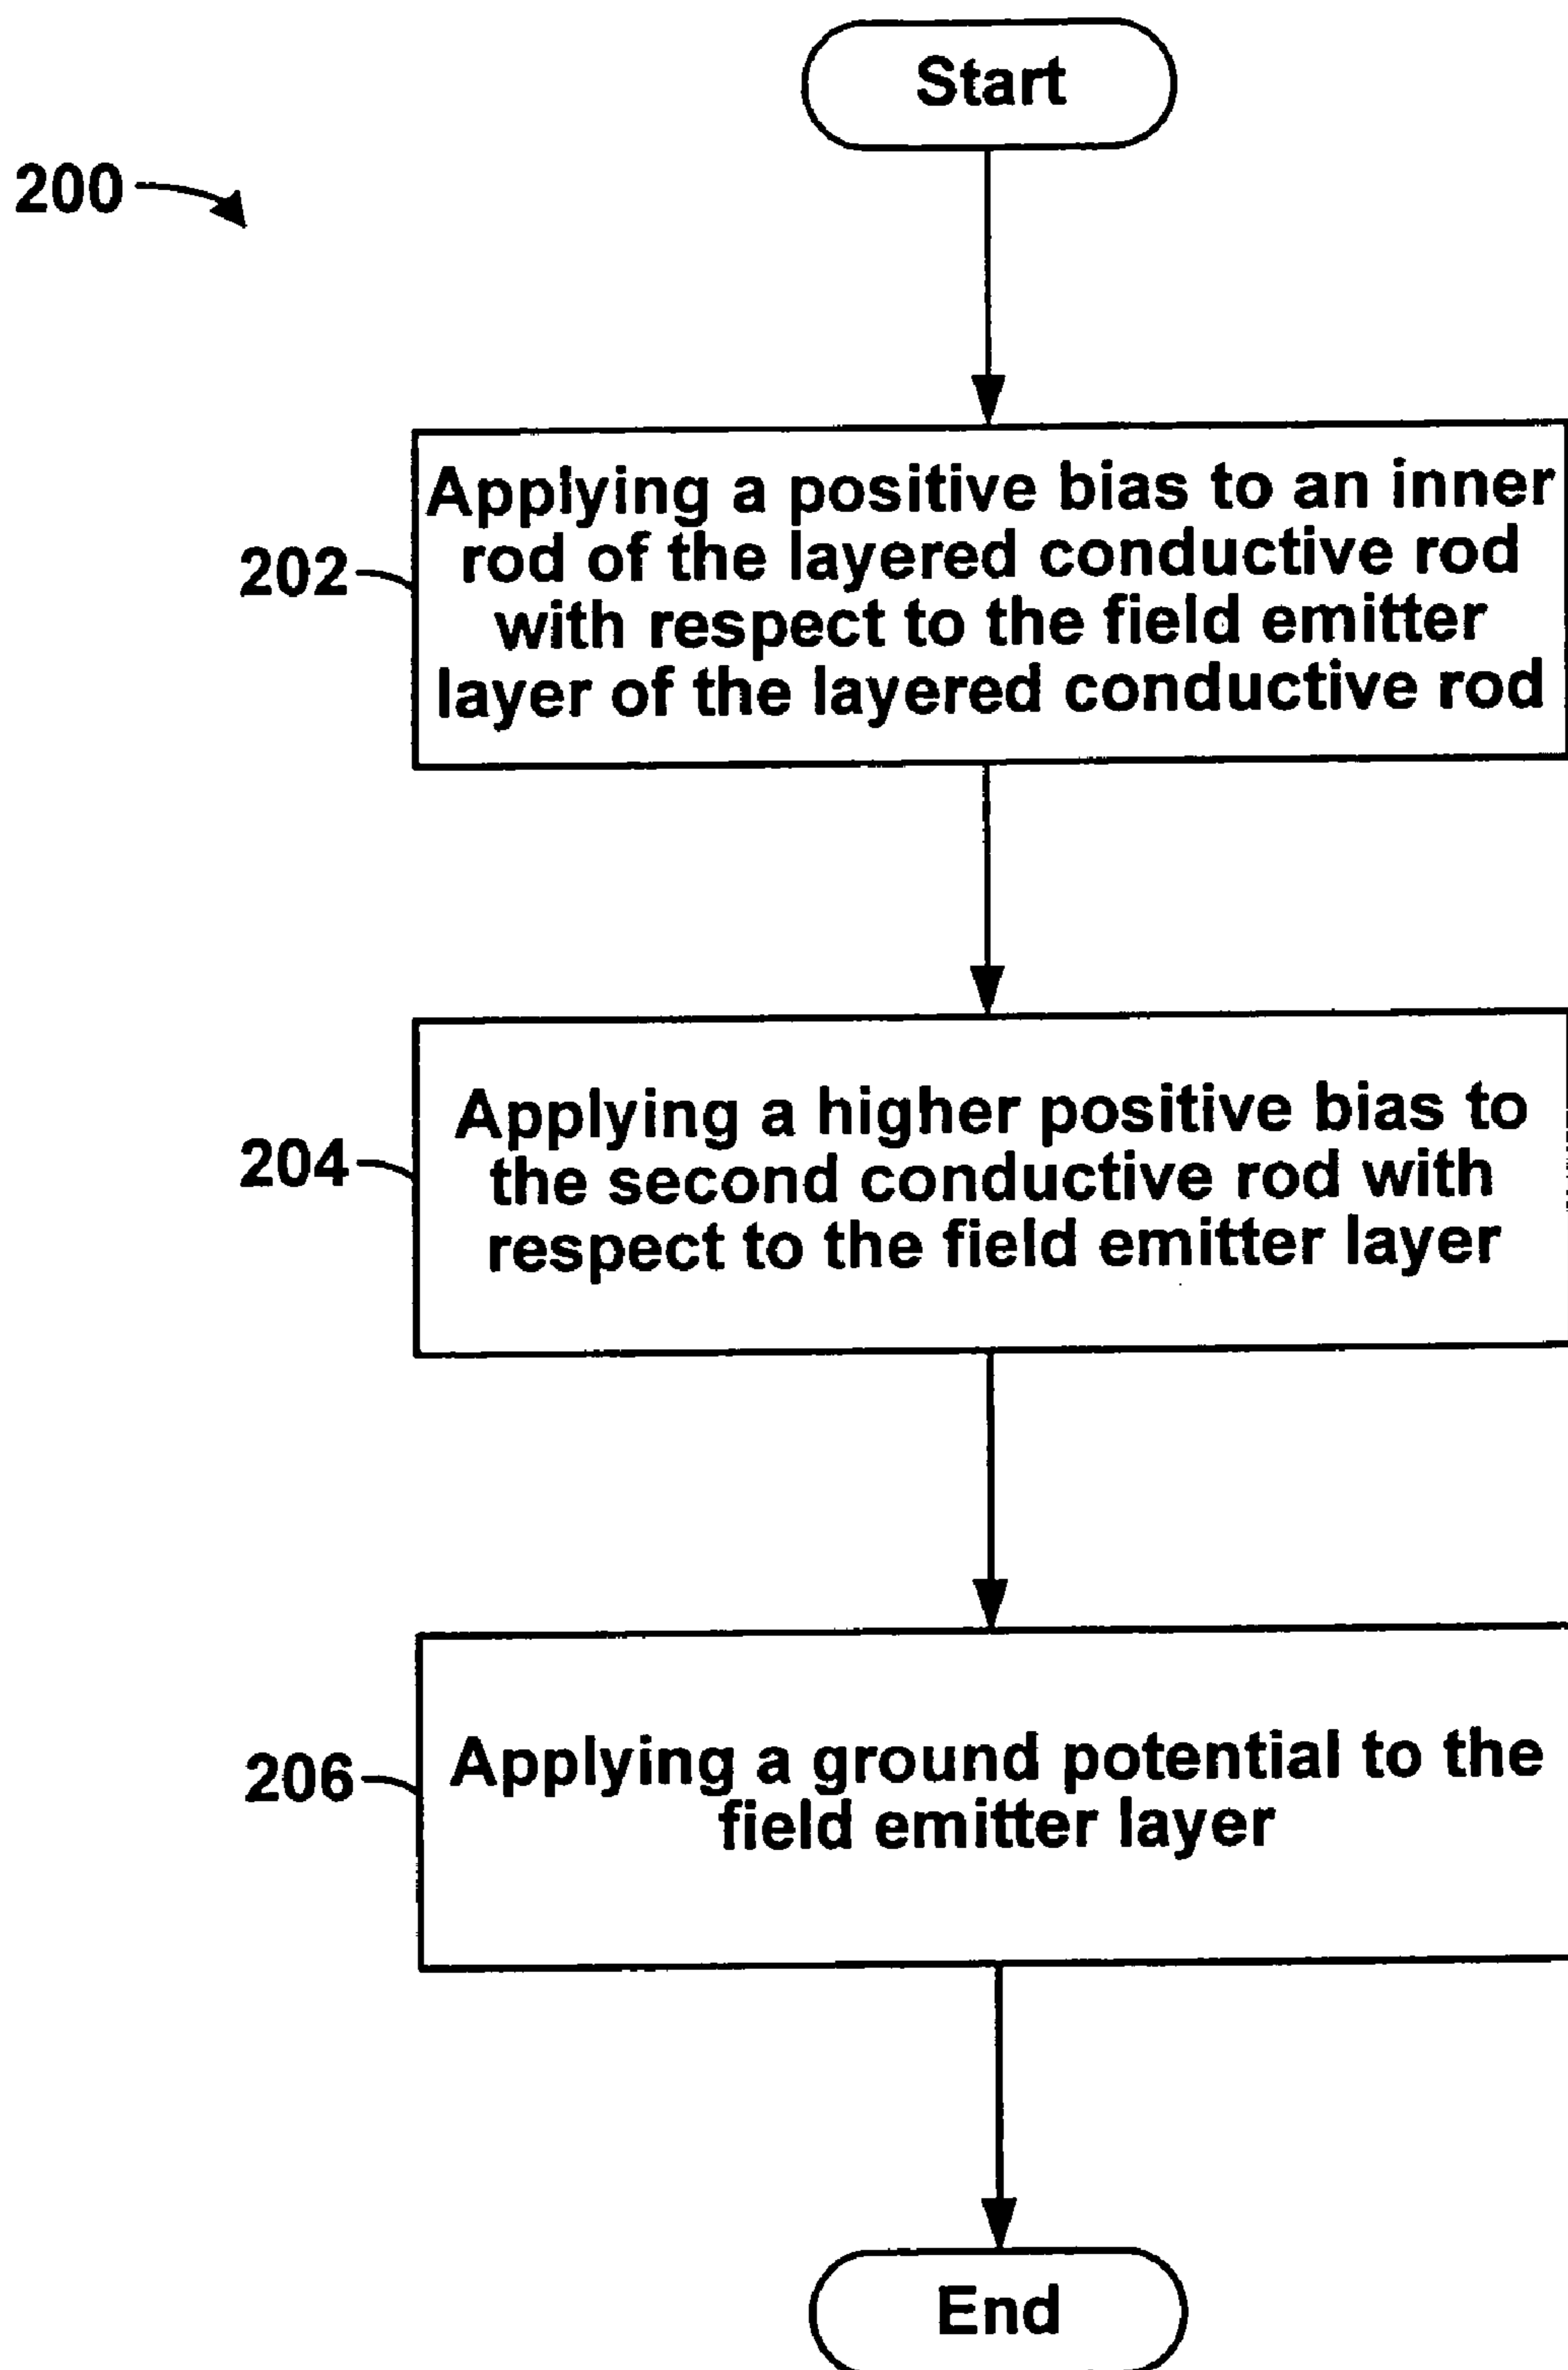 Start
200
Applying a positive bias to an inner
rod of the layered conductive rod
with respect to the field emitter
layer of the layered conductive rod
202
Applying a higher positive bias to
the second conductive rod with
respect to the field emitter layer
204
Applying a ground potential to the
field emitter layer
206
End